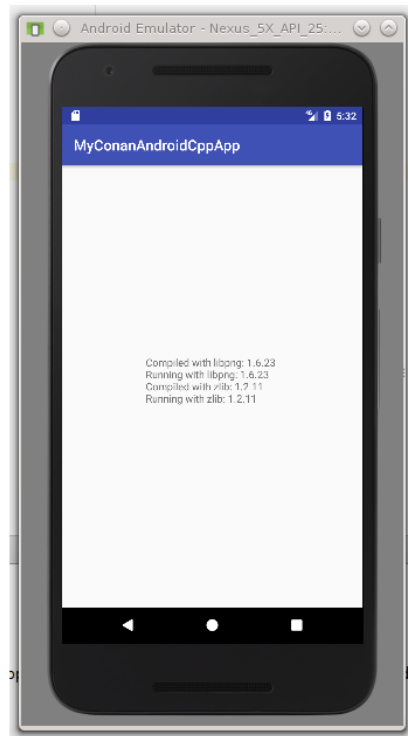 Android Emulator - Nexus_5X_API_25:...
5:32
MyConanAndroidCppApp
Compiled with libpng: 1.6.23
Running with libpng: 1.6.23
Compiled with zlib: 1.2.11
Running with zlib: 1.2.11